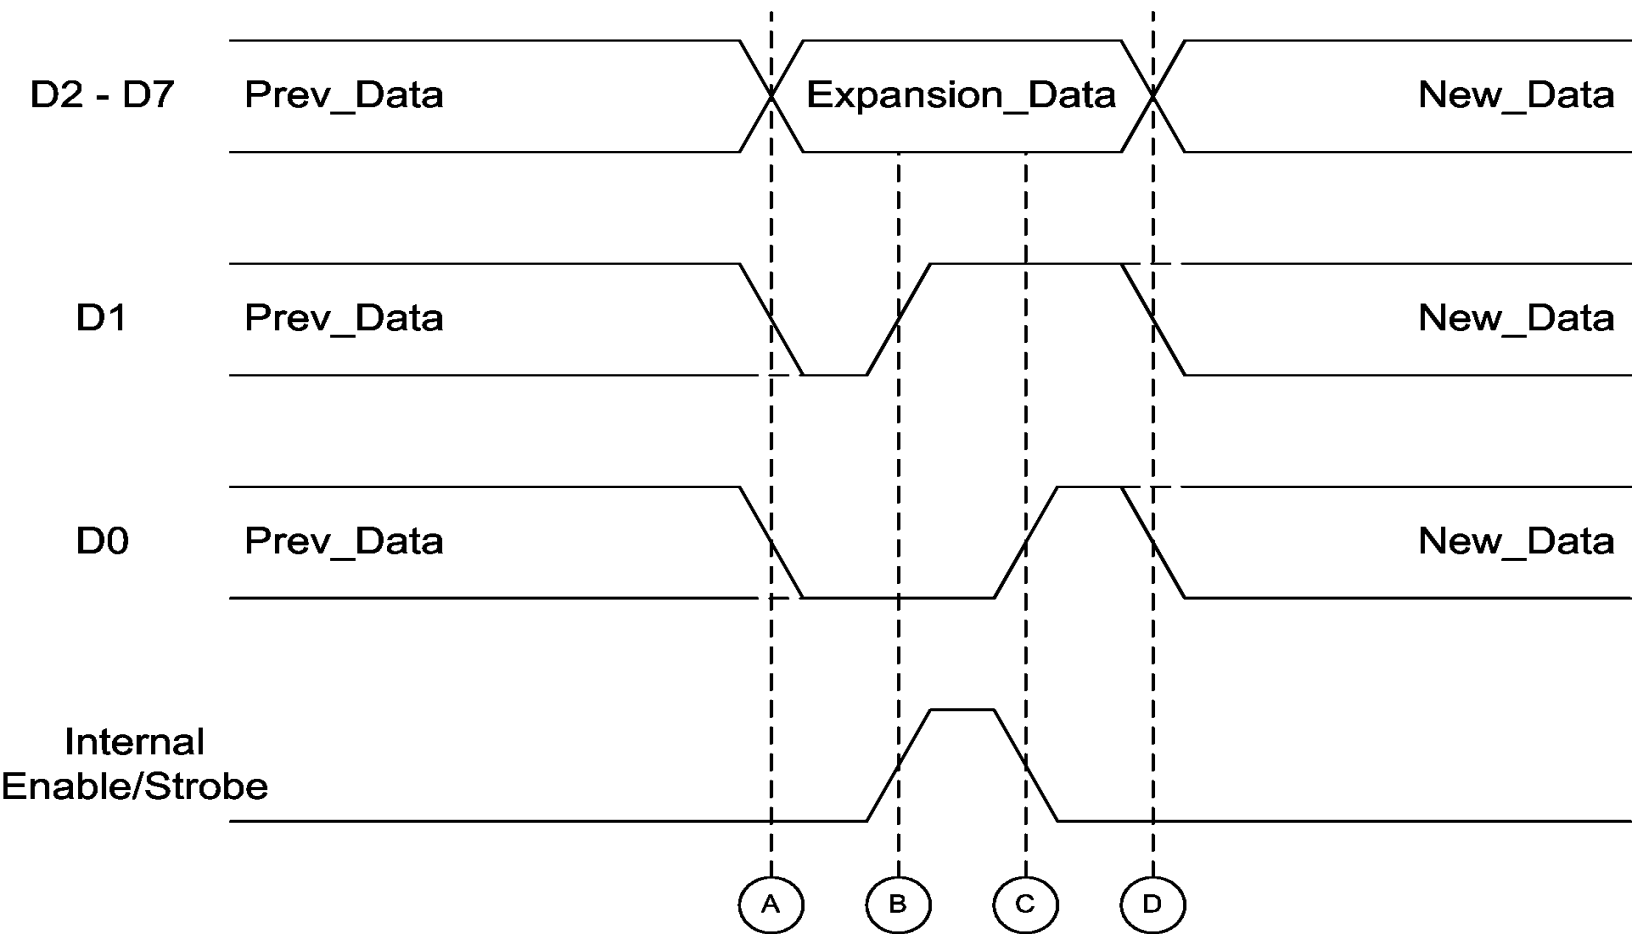 D2 - D7 Prev_Data Expansion_Data New_Data
D1 Prev_Data New_Data
D0 Prev_Data New_Data
Internal
Enable/Strobe
A B C D